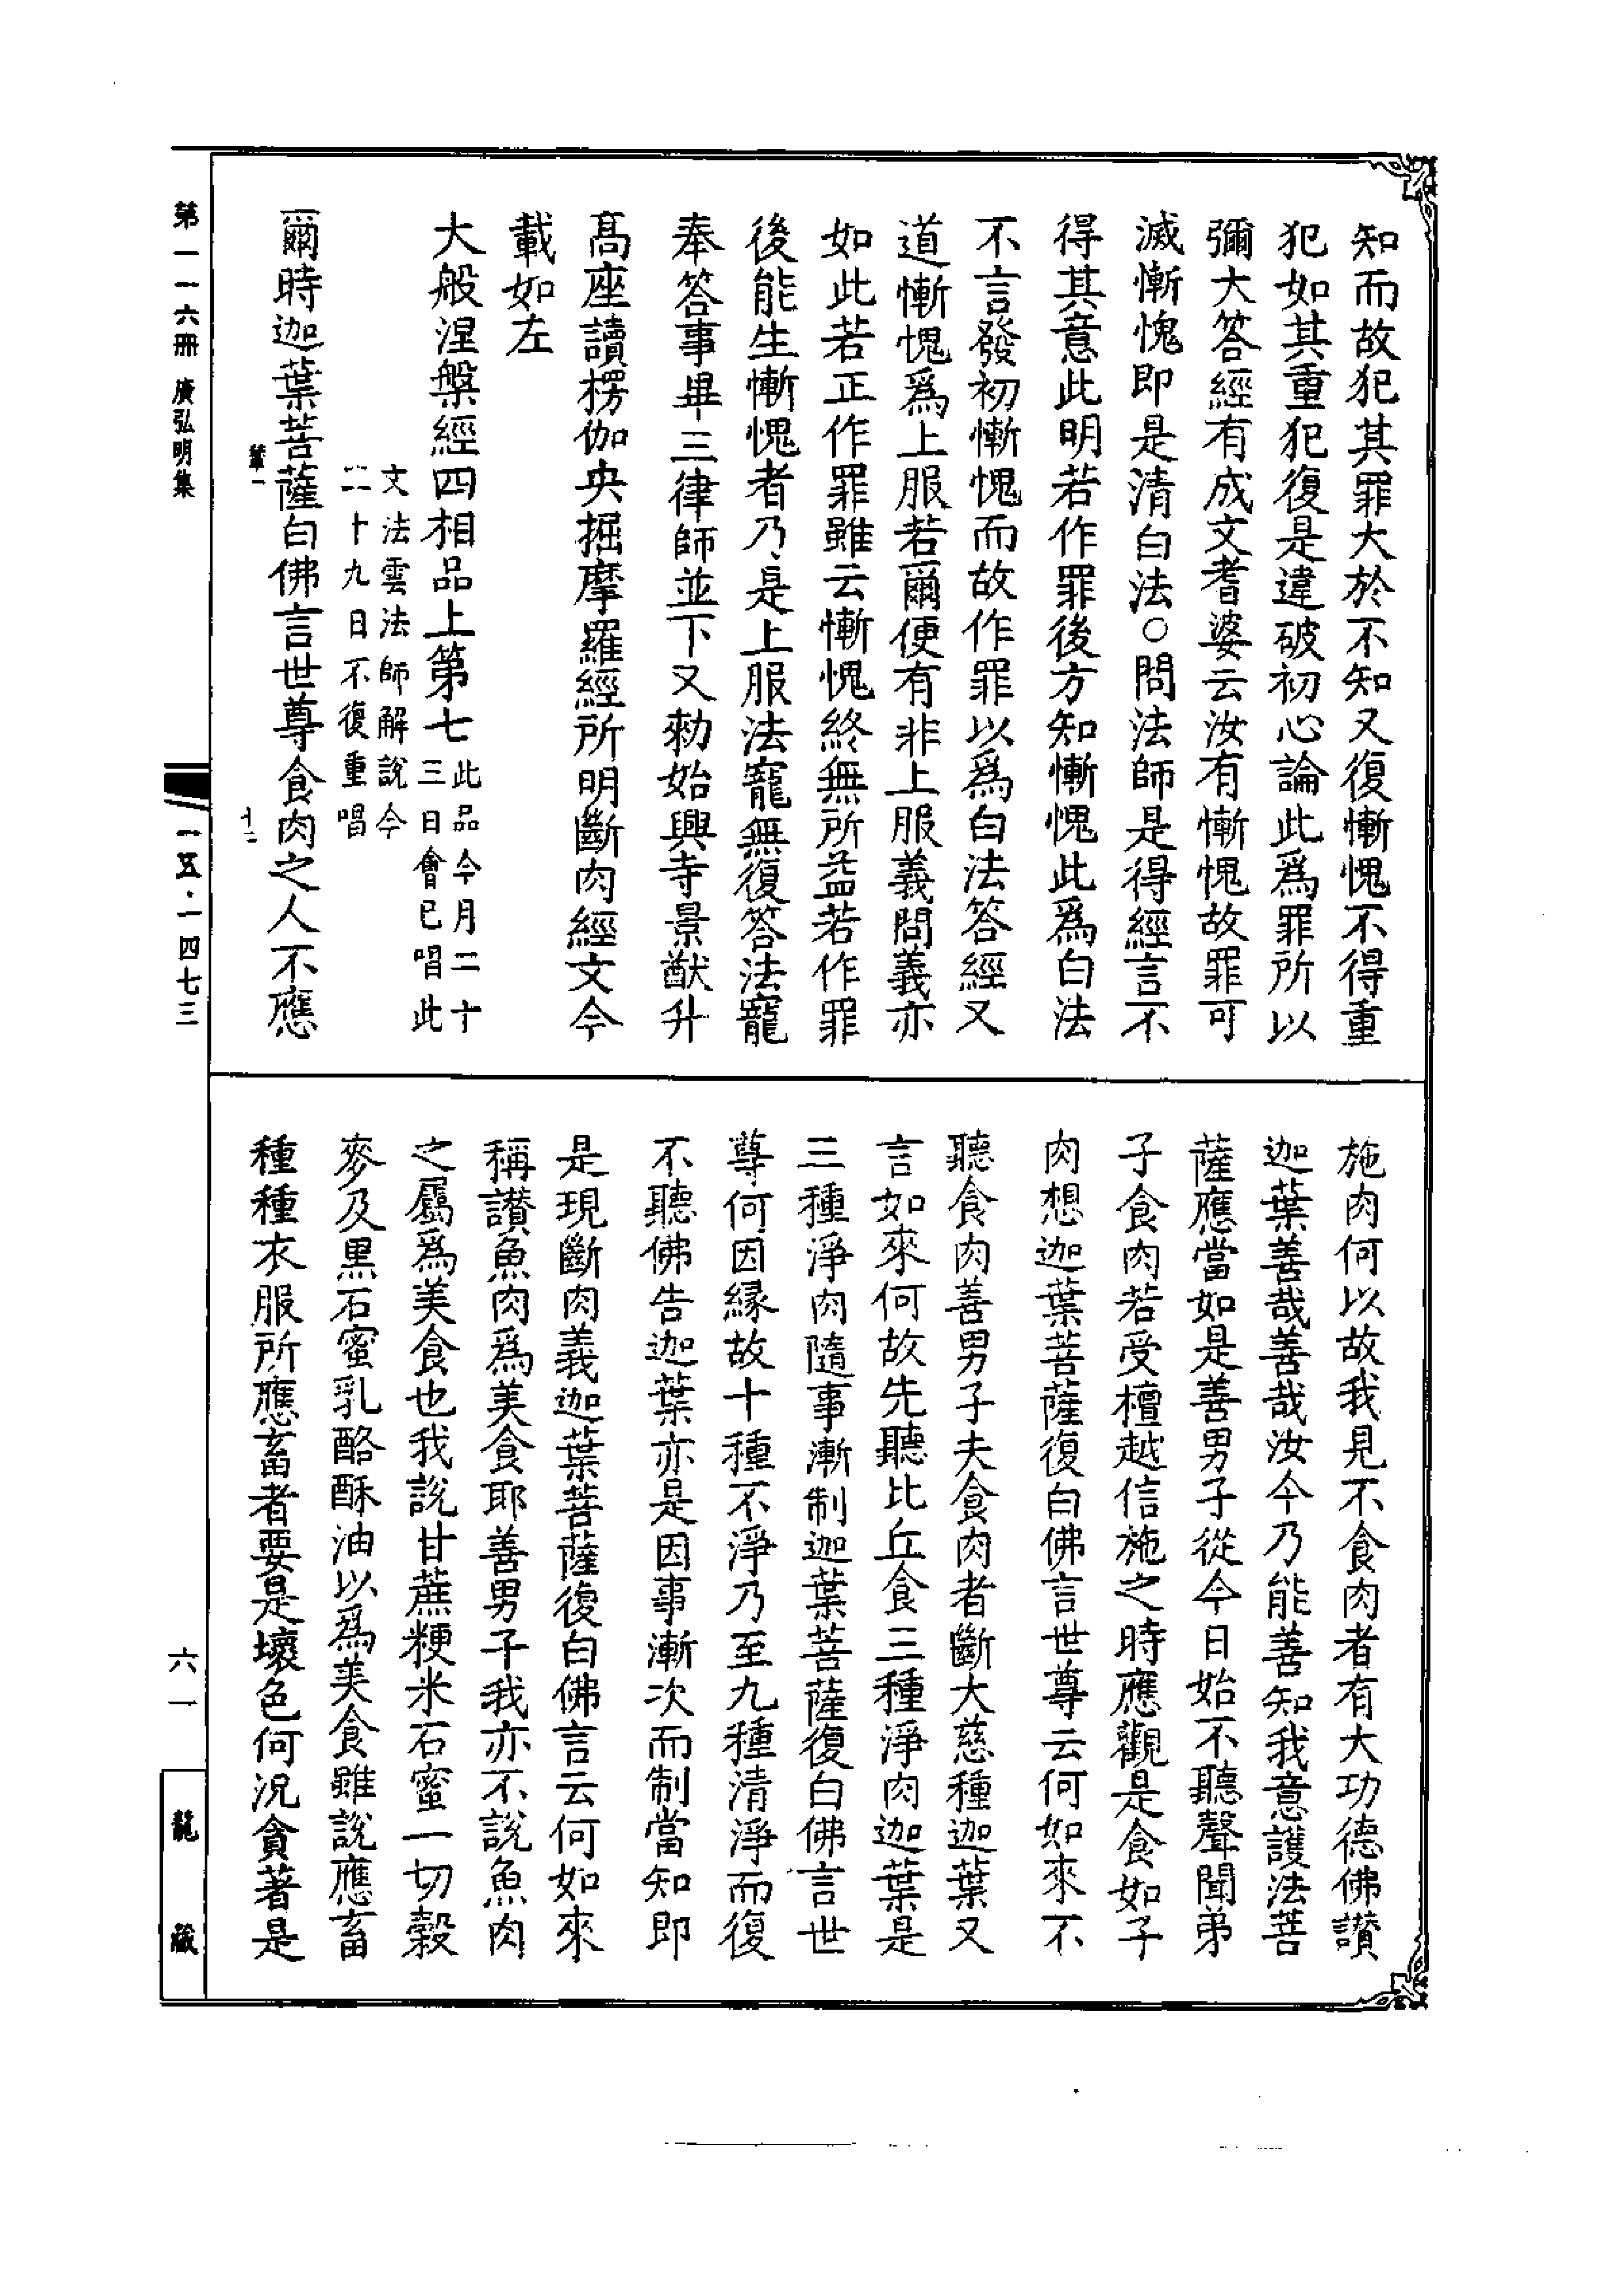 知而故犯其罪大於不知又復慚愧不得重
犯如其重犯復是違破初心論此爲罪所以
彌大答經有成文耆婆云汝有慚愧故罪可
滅慚愧即是清白法○問法師是得經言不
得其意此明若作罪後方知慚愧此爲白法
不言發初慚愧而故作罪以爲白法答經又
道慚愧爲上服若爾便有非上服義問義亦
如此若正作罪雖云慚愧終無所益若作罪
後能生慚愧者乃是上服法寵無復答法寵
奉答事畢三律師並下又勑始興寺景猷升
高座讀楞伽央掘摩羅經所明斷肉經文今
載如左
大般涅槃經四相品上第七此品今月二十
三日會已唱此
文法雲法師解說今
二十九日不復重唱
爾時迦葉菩薩白佛言世尊食肉之人不應
輦一
十二
施肉何以故我見不食肉者有大功德佛讃
迦葉善哉善哉汝今乃能善知我意護法菩
薩應當如是善男子從今日始不聽聲聞弟
子食肉若受檀越信施之時應觀是食如子
肉想迦葉菩薩復白佛言世尊云何如來不
聽食肉善男子夫食肉者斷大慈種迦葉又
言如來何故先聽比丘食三種淨肉迦葉是
三種淨肉隨事漸制迦葉菩薩復白佛言世
尊何因緣故十種不淨乃至九種清淨而復
不聽佛告迦葉亦是因事漸次而制當知即
是現斷肉義迦葉菩薩復白佛言云何如來
稱讃魚肉爲美食耶善男子我亦不說魚肉
之屬爲美食也我說甘蔗粳米石蜜一切穀
麥及黑石蜜乳酪酥油以爲美食雖說應畜
種種衣服所應畜者要是壞色何況貪著是
第一一六冊 廣弘明集
一五·一四七三
六一
龍藏